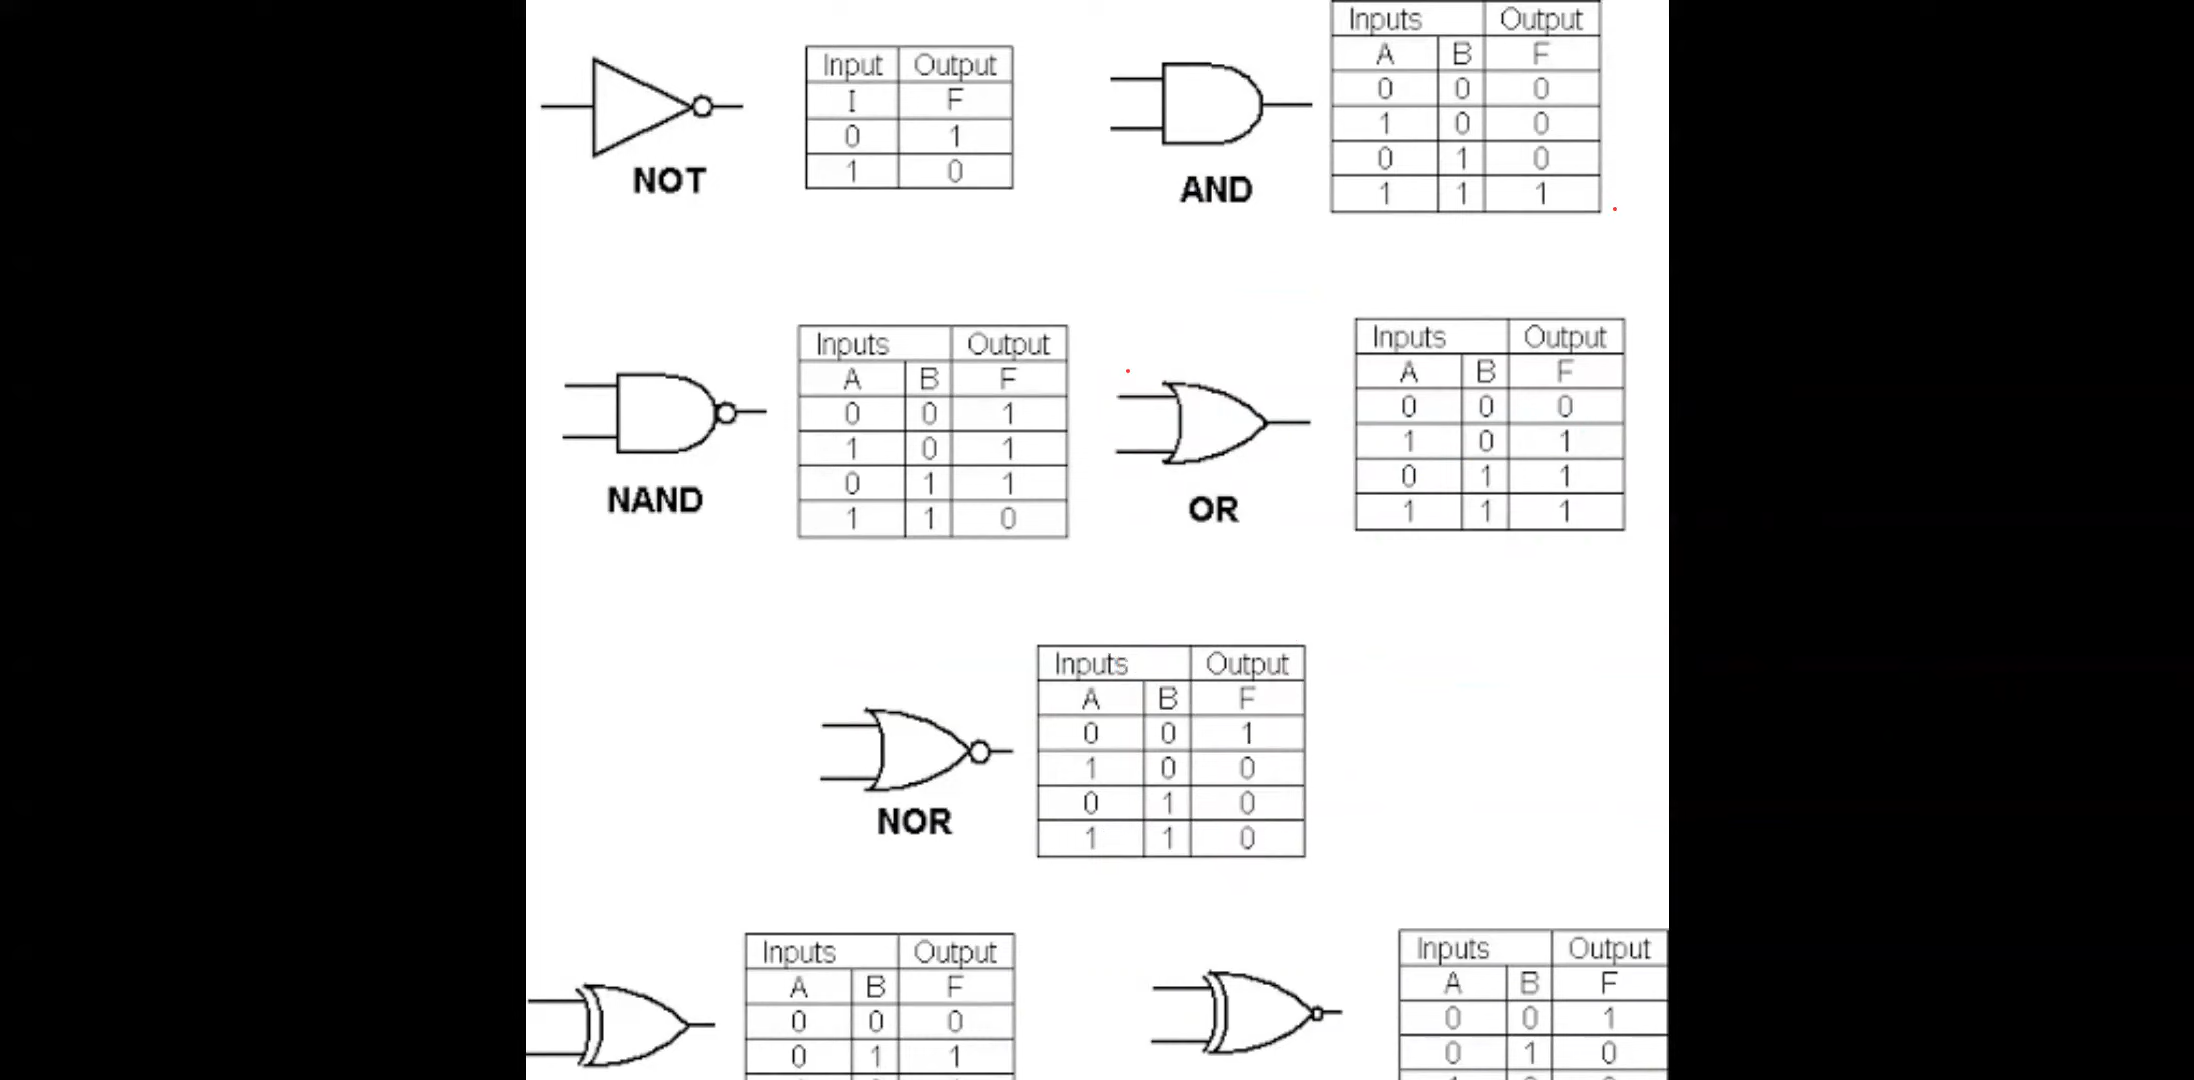 Input Output
I F
0 1
1 0
NOT
Inputs Output
A B F
0 0 0
1 0 0
0 1 0
1 1 1
AND
Inputs Output
A B F
0 0 1
1 0 1
0 1 1
1 1 0
NAND
Inputs Output
A B F
0 0 0
1 0 1
0 1 1
1 1 1
OR
Inputs Output
A B F
0 0 1
1 0 0
0 1 0
1 1 0
NOR
Inputs Output
A B F
0 0 0
0 1 1
Inputs Output
A B F
0 0 1
0 1 0